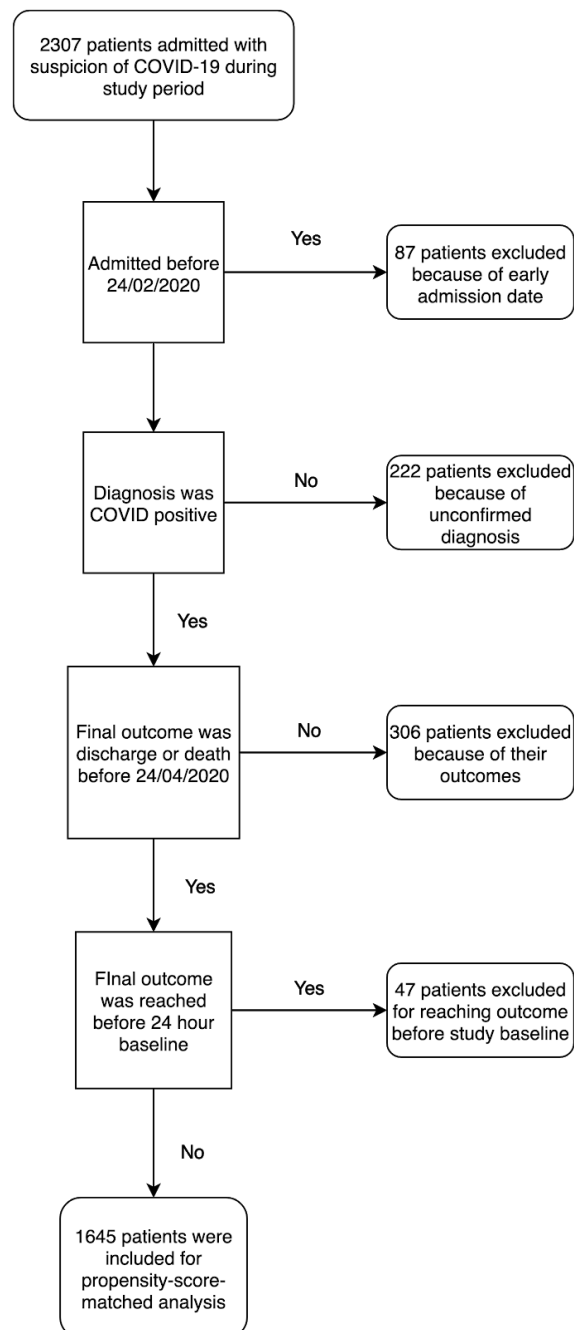 2307 patients admitted with
suspicion of COVID-19 during
study period
Admitted before
24/02/2020
Yes
87 patients excluded
because of early
admission date
Diagnosis was
COVID positive
No
222 patients excluded
because of
unconfirmed
diagnosis
Yes
Final outcome was
discharge or death
before 24/04/2020
No
306 patients excluded
because of their
outcomes
Yes
FInal outcome
was reached
before 24 hour
baseline
Yes
47 patients excluded
for reaching outcome
before study baseline
No
1645 patients were
included for
propensity-score-
matched analysis